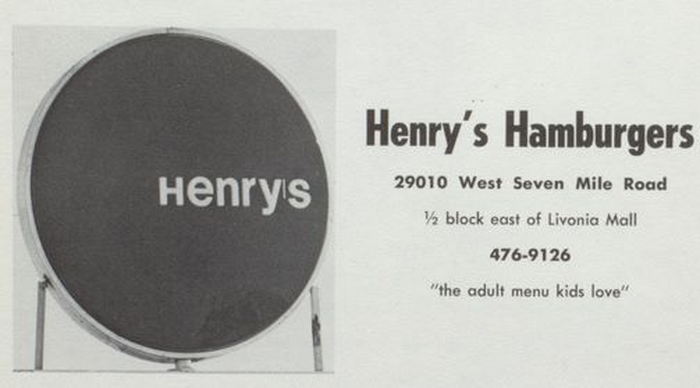 Henry's
Henry's Hamburgers
29010 West Seven Mile Road
½ block east of Livonia Mall
476-9126
"the adult menu kids love"